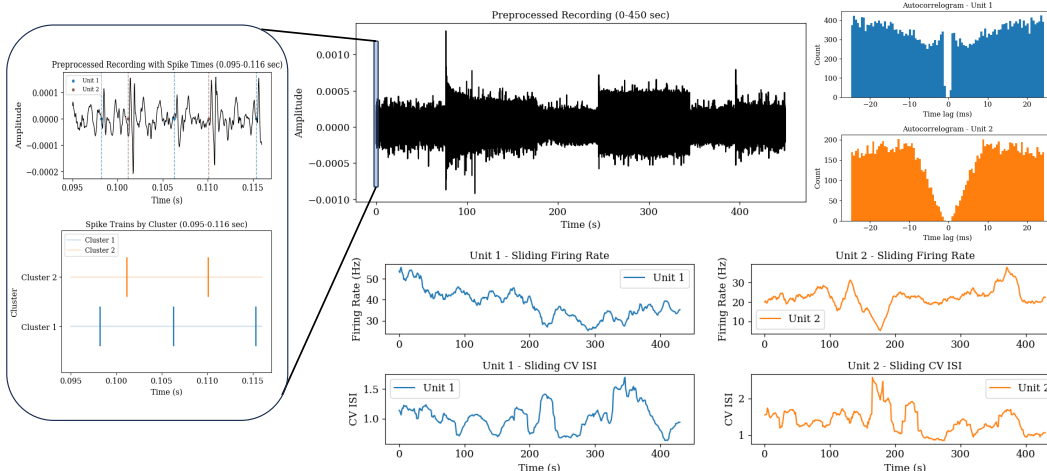 Preprocessed Recording with Spike Times (0.095-0.116 sec)
Unit 1
Unit 2
0.0001
0.0000
−0.0001
−0.0002
Amplitude
0.095 0.100 0.105 0.110 0.115
Time (s)
Spike Trains by Cluster (0.095-0.116 sec)
Cluster 1
Cluster 2
Cluster 2
Cluster 1
Cluster
0.095 0.100 0.105 0.110 0.115
Time (s)
Preprocessed Recording (0-450 sec)
0.0010
0.0005
0.0000
−0.0005
−0.0010
Amplitude
0 100 200 300 400
Time (s)
Autocorrelogram - Unit 1
400
300
200
100
0
Count
−20 −10 0 10 20
Time lag (ms)
Autocorrelogram - Unit 2
200
150
100
50
0
Count
−20 −10 0 10 20
Time lag (ms)
Unit 1 - Sliding Firing Rate
Unit 1
50
40
30
Firing Rate (Hz)
0 100 200 300 400
Unit 2 - Sliding Firing Rate
Unit 2
30
20
10
Firing Rate (Hz)
0 100 200 300 400
Unit 1 - Sliding CV ISI
Unit 1
1.5
1.0
CV ISI
0 100 200 300 400
Time (s)
Unit 2 - Sliding CV ISI
Unit 2
2
1
CV ISI
0 100 200 300 400
Time (s)